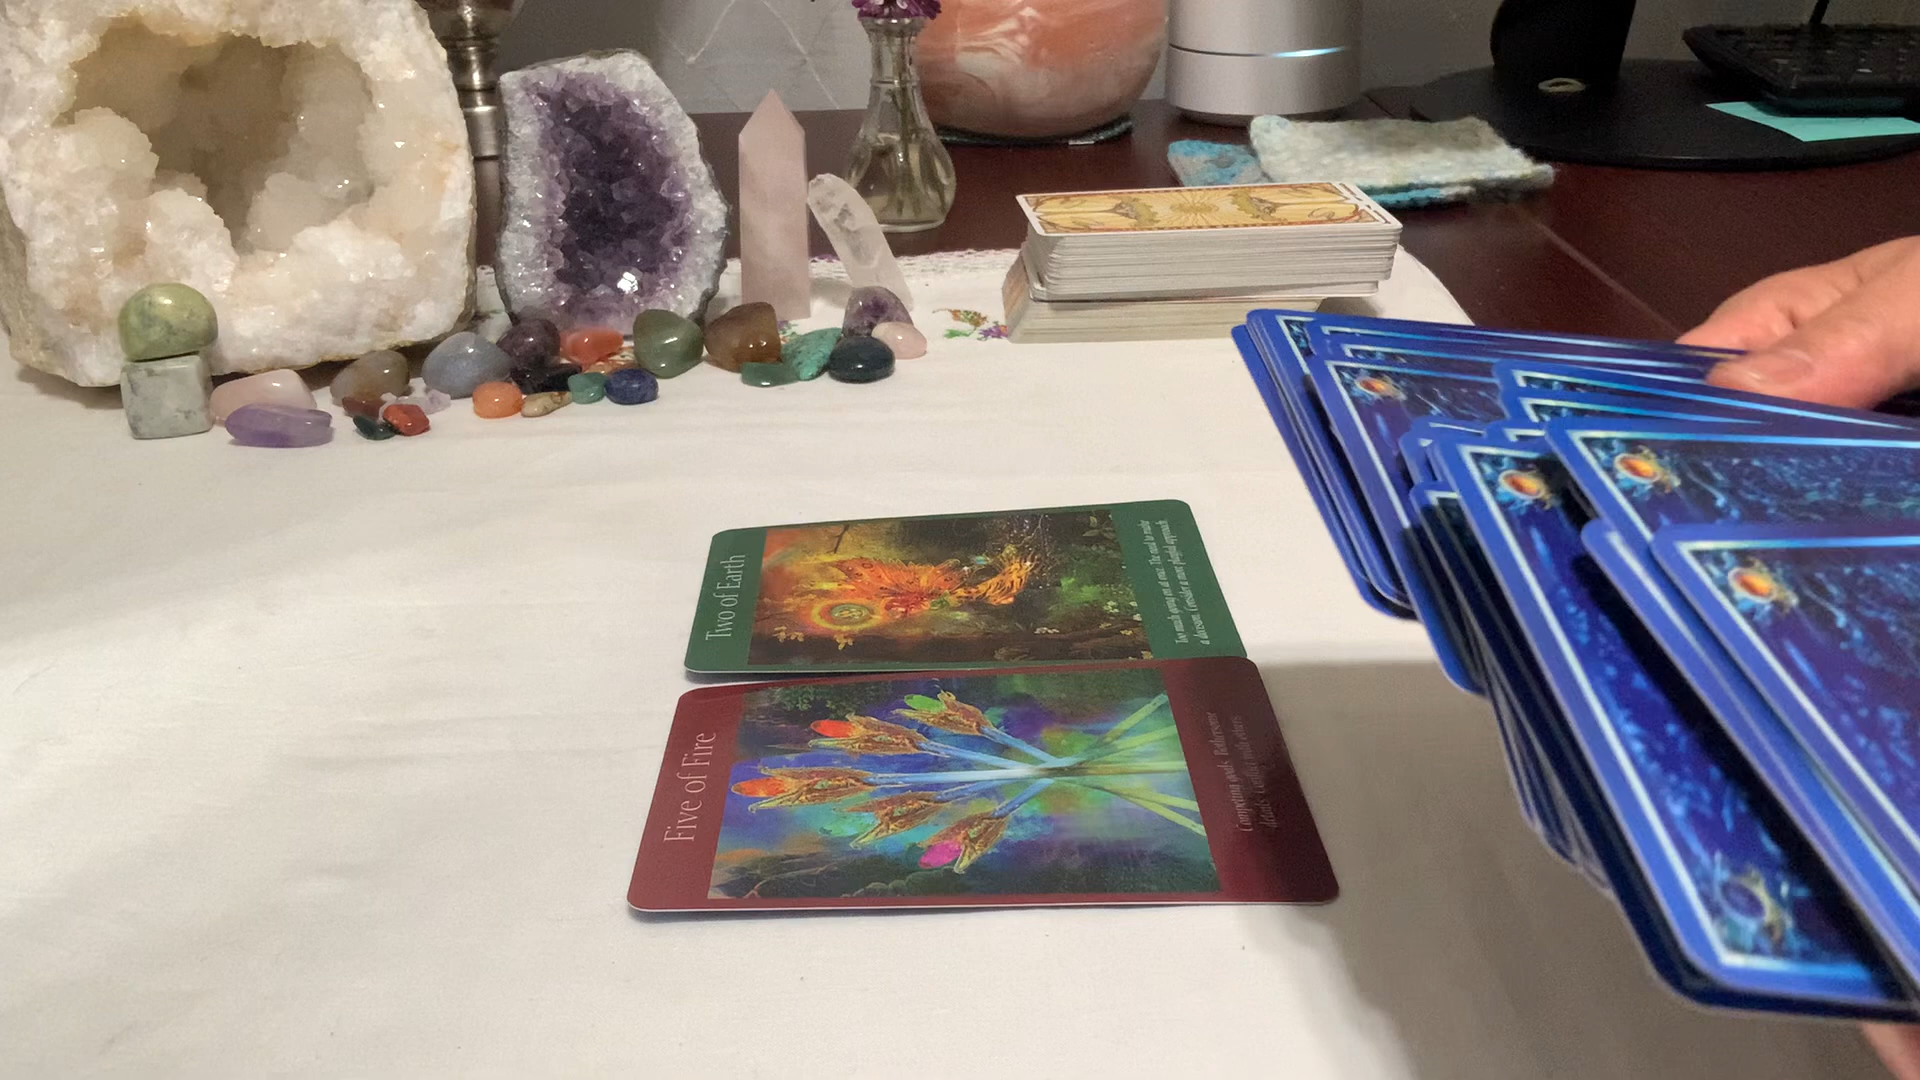 Two of Earth
Too much going on at once. The need to make
a decision. Consider a more playful approach
Five of Fire
Competing goals. Bothersome
details. Conflict with others.